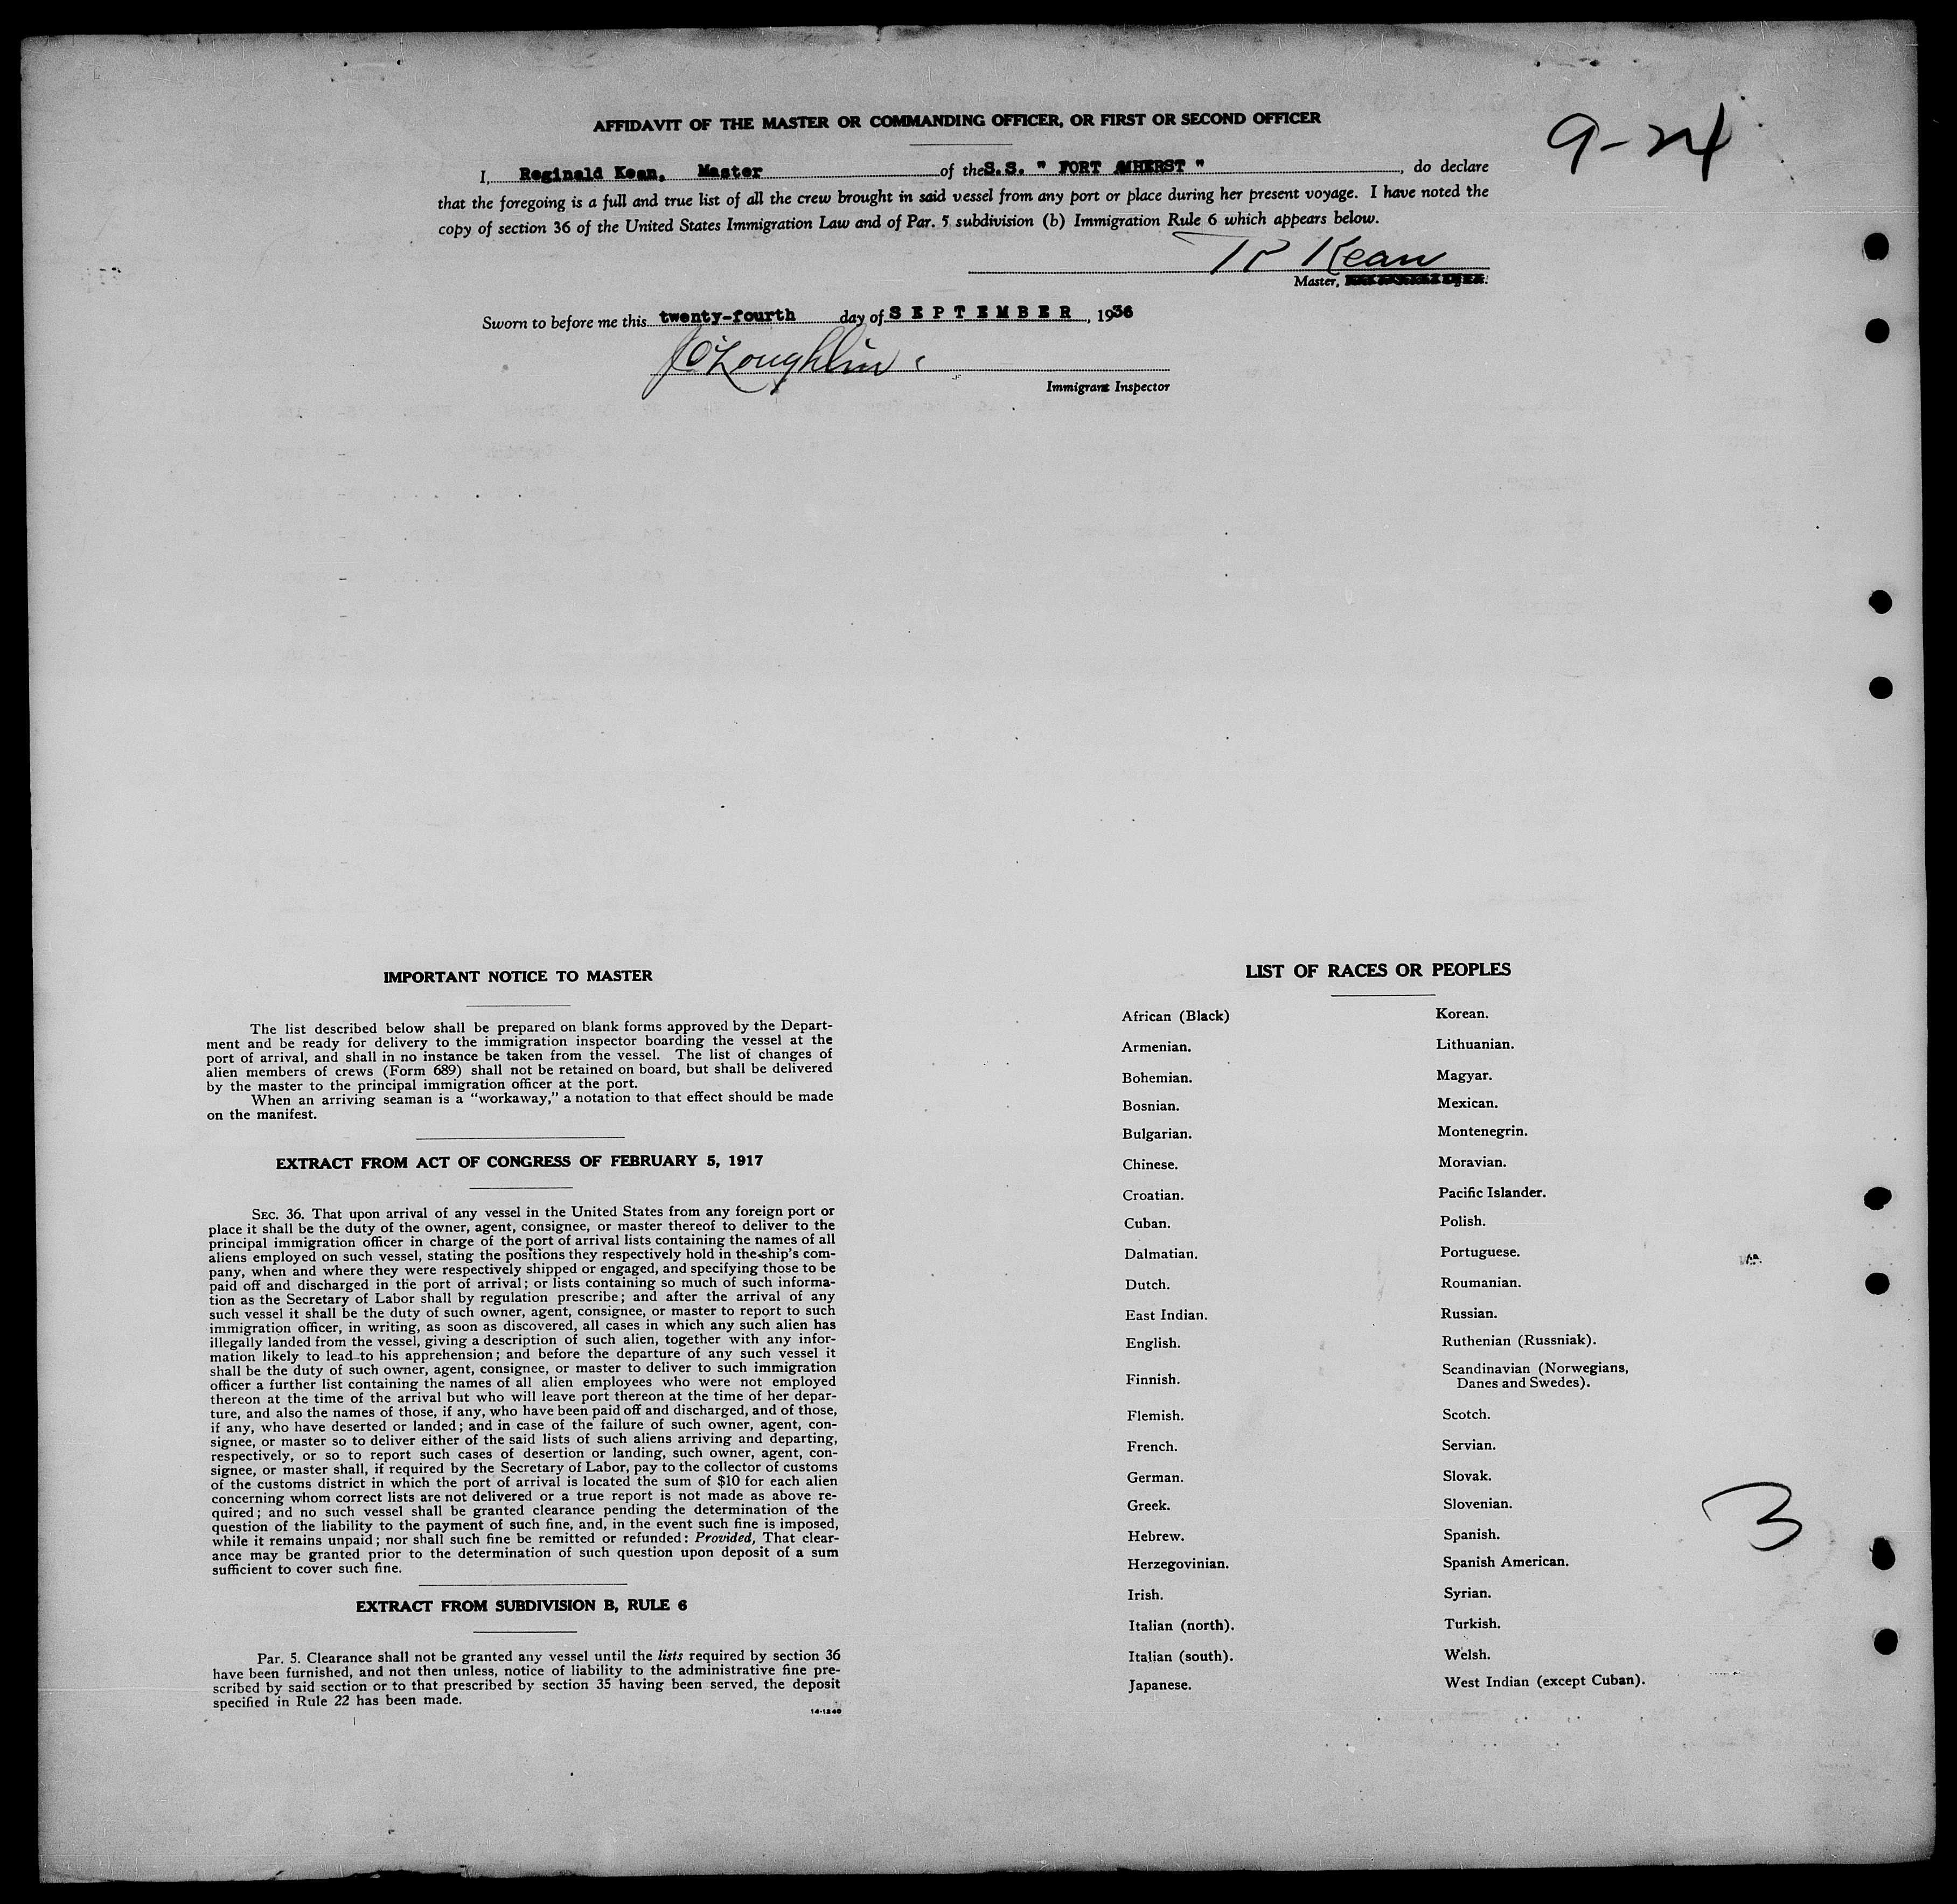 AFFIDAVIT OF THE MASTER OR COMMANDING OFFICER, OR FIRST OR SECOND OFFICER
9-24
I, Reginald Kean, Master of the S.S. " FORT AMHERST ", do declare
that the foregoing is a full and true list of all the crew brought in said vessel from any port or place during her present voyage. I have noted the
copy of section 36 of the United States Immigration Law and of Par. 5 subdivision (b) Immigration Rule 6 which appears below.
R Kean
Master,
Sworn to before me this twenty-fourth day of SEPTEMBER, 1936
J O'Loughlin
Immigrant Inspector
IMPORTANT NOTICE TO MASTER
The list described below shall be prepared on blank forms approved by the Depart-
ment and be ready for delivery to the immigration inspector boarding the vessel at the
port of arrival, and shall in no instance be taken from the vessel. The list of changes of
alien members of crews (Form 689) shall not be retained on board, but shall be delivered
by the master to the principal immigration officer at the port.
When an arriving seaman is a "workaway," a notation to that effect should be made
on the manifest.
EXTRACT FROM ACT OF CONGRESS OF FEBRUARY 5, 1917
SEC. 36. That upon arrival of any vessel in the United States from any foreign port or
place it shall be the duty of the owner, agent, consignee, or master thereof to deliver to the
principal immigration officer in charge of the port of arrival lists containing the names of all
aliens employed on such vessel, stating the positions they respectively hold in the ship's com-
pany, when and where they were respectively shipped or engaged, and specifying those to be
paid off and discharged in the port of arrival; or lists containing so much of such informa-
tion as the Secretary of Labor shall by regulation prescribe; and after the arrival of any
such vessel it shall be the duty of such owner, agent, consignee, or master to report to such
immigration officer, in writing, as soon as discovered, all cases in which any such alien has
illegally landed from the vessel, giving a description of such alien, together with any infor-
mation likely to lead to his apprehension; and before the departure of any such vessel it
shall be the duty of such owner, agent, consignee, or master to deliver to such immigration
officer a further list containing the names of all alien employees who were not employed
thereon at the time of the arrival but who will leave port thereon at the time of her depar-
ture, and also the names of those, if any, who have been paid off and discharged, and of those,
if any, who have deserted or landed; and in case of the failure of such owner, agent, con-
signee, or master so to deliver either of the said lists of such aliens arriving and departing,
respectively, or so to report such cases of desertion or landing, such owner, agent, con-
signee, or master shall, if required by the Secretary of Labor, pay to the collector of customs
of the customs district in which the port of arrival is located the sum of $10 for each alien
concerning whom correct lists are not delivered or a true report is not made as above re-
quired; and no such vessel shall be granted clearance pending the determination of the
question of the liability to the payment of such fine, and, in the event such fine is imposed,
while it remains unpaid; nor shall such fine be remitted or refunded: Provided, That clear-
ance may be granted prior to the determination of such question upon deposit of a sum
sufficient to cover such fine.
EXTRACT FROM SUBDIVISION B, RULE 6
Par. 5. Clearance shall not be granted any vessel until the lists required by section 36
have been furnished, and not then unless, notice of liability to the administrative fine pre-
scribed by said section or to that prescribed by section 35 having been served, the deposit
specified in Rule 22 has been made.
14-1240
LIST OF RACES OR PEOPLES
African (Black)
Armenian.
Bohemian.
Bosnian.
Bulgarian.
Chinese.
Croatian.
Cuban.
Dalmatian.
Dutch.
East Indian.
English.
Finnish.
Flemish.
French.
German.
Greek.
Hebrew.
Herzegovinian.
Irish.
Italian (north).
Italian (south).
Japanese.
Korean.
Lithuanian.
Magyar.
Mexican.
Montenegrin.
Moravian.
Pacific Islander.
Polish.
Portuguese.
Roumanian.
Russian.
Ruthenian (Russniak).
Scandinavian (Norwegians,
Danes and Swedes).
Scotch.
Servian.
Slovak.
Slovenian.
Spanish.
Spanish American.
Syrian.
Turkish.
Welsh.
West Indian (except Cuban).
3